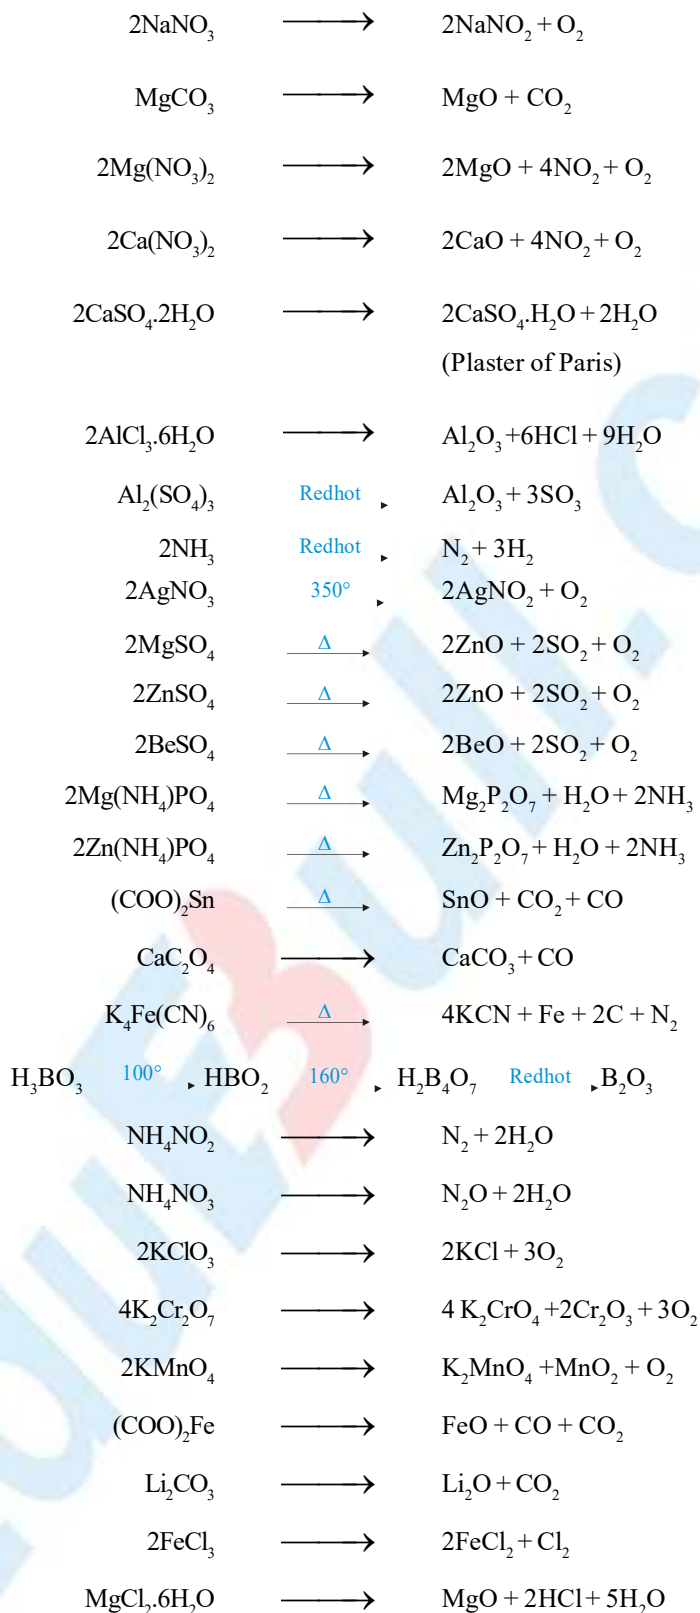 2NaNO₃ ⟶ 2NaNO₂ + O₂
MgCO₃ ⟶ MgO + CO₂
2Mg(NO₃)₂ ⟶ 2MgO + 4NO₂ + O₂
2Ca(NO₃)₂ ⟶ 2CaO + 4NO₂ + O₂
2CaSO₄.2H₂O ⟶ 2CaSO₄.H₂O + 2H₂O
(Plaster of Paris)
2AlCl₃.6H₂O ⟶ Al₂O₃ +6HCl + 9H₂O
Al₂(SO₄)₃ Redhot ▸ Al₂O₃ + 3SO₃
2NH₃ Redhot ▸ N₂ + 3H₂
2AgNO₃ 350° ▸ 2AgNO₂ + O₂
2MgSO₄ Δ ⟶ 2ZnO + 2SO₂ + O₂
2ZnSO₄ Δ ⟶ 2ZnO + 2SO₂ + O₂
2BeSO₄ Δ ⟶ 2BeO + 2SO₂ + O₂
2Mg(NH₄)PO₄ Δ ⟶ Mg₂P₂O₇ + H₂O + 2NH₃
2Zn(NH₄)PO₄ Δ ⟶ Zn₂P₂O₇ + H₂O + 2NH₃
(COO)₂Sn Δ ⟶ SnO + CO₂ + CO
CaC₂O₄ ⟶ CaCO₃ + CO
K₄Fe(CN)₆ Δ ⟶ 4KCN + Fe + 2C + N₂
H₃BO₃ 100° ▸ HBO₂ 160° ▸ H₂B₄O₇ Redhot ▸ B₂O₃
NH₄NO₂ ⟶ N₂ + 2H₂O
NH₄NO₃ ⟶ N₂O + 2H₂O
2KClO₃ ⟶ 2KCl + 3O₂
4K₂Cr₂O₇ ⟶ 4 K₂CrO₄ +2Cr₂O₃ + 3O₂
2KMnO₄ ⟶ K₂MnO₄ +MnO₂ + O₂
(COO)₂Fe ⟶ FeO + CO + CO₂
Li₂CO₃ ⟶ Li₂O + CO₂
2FeCl₃ ⟶ 2FeCl₂ + Cl₂
MgCl₂.6H₂O ⟶ MgO + 2HCl + 5H₂O